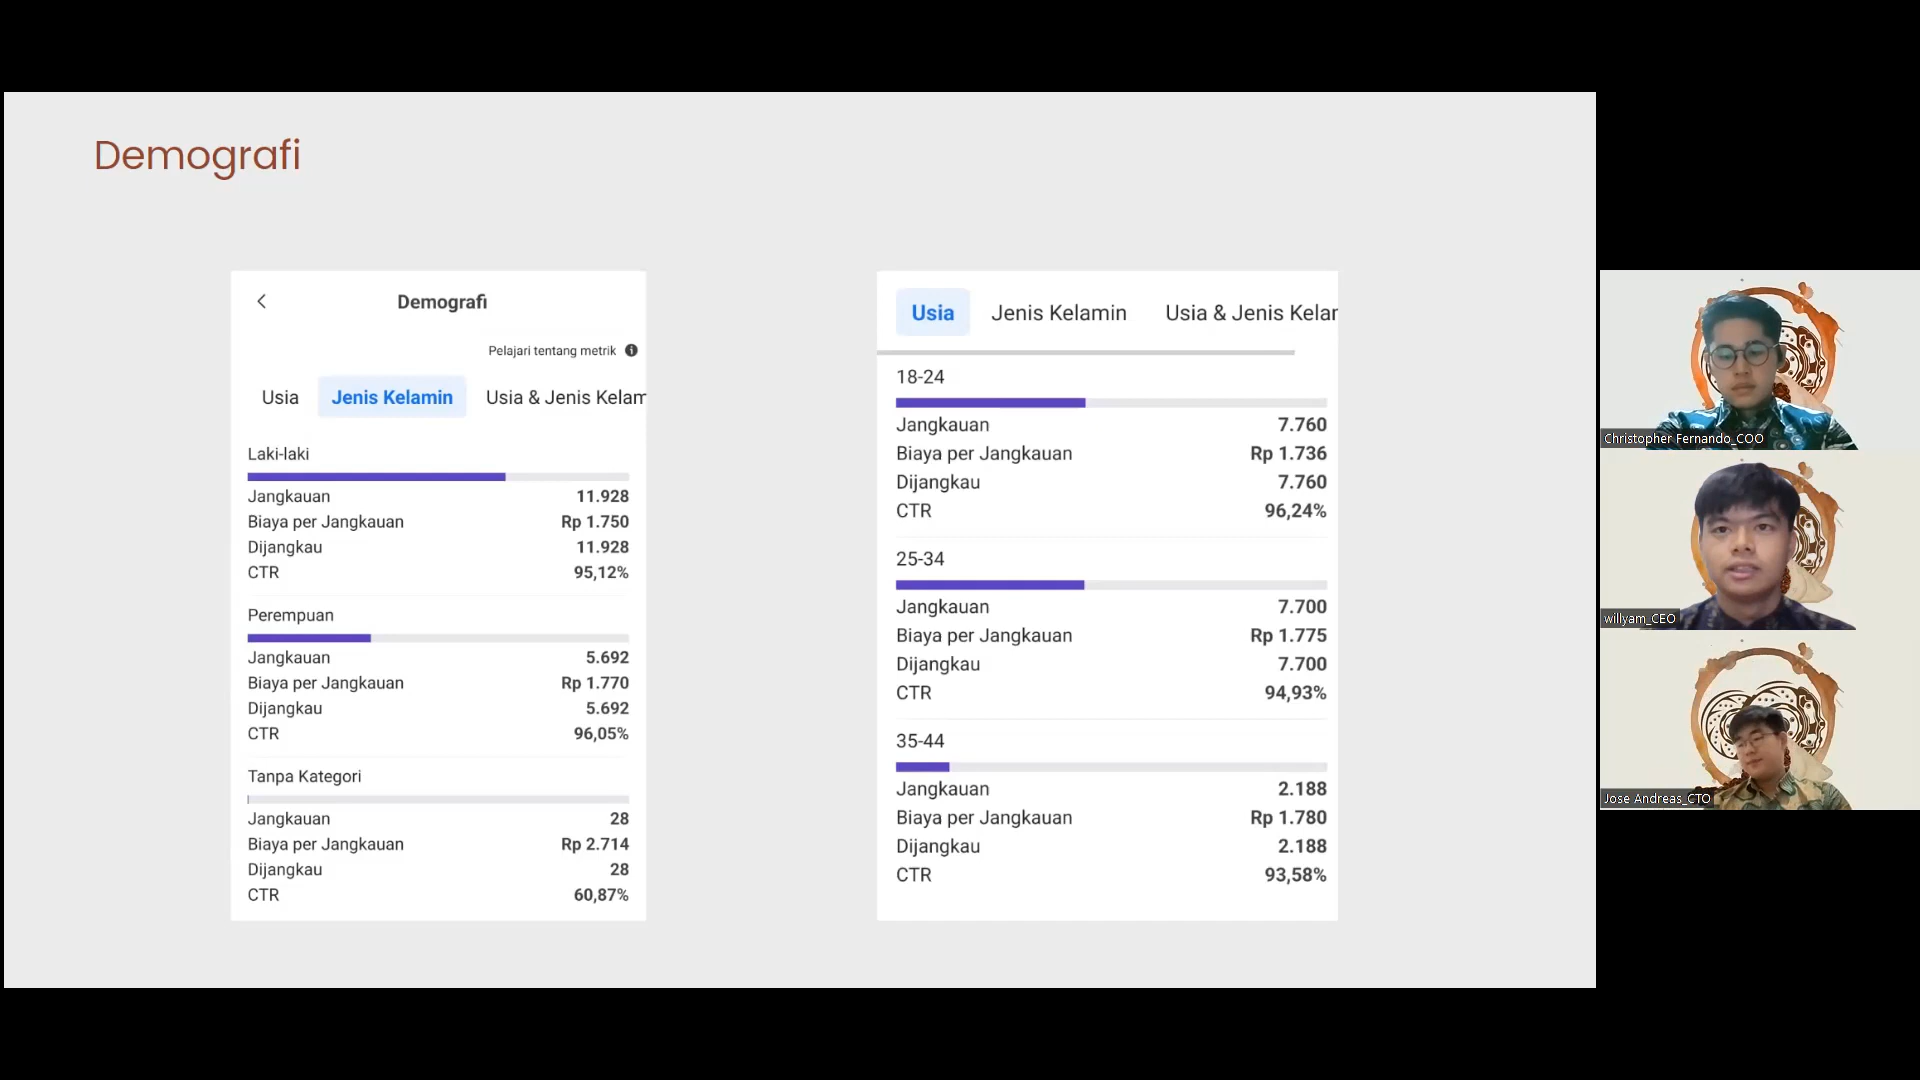 Demografi
Demografi
Pelajari tentang metrik
Usia Jenis Kelamin Usia & Jenis Kelam
Laki-laki
Jangkauan 11.928
Biaya per Jangkauan Rp 1.750
Dijangkau 11.928
CTR 95,12%
Perempuan
Jangkauan 5.692
Biaya per Jangkauan Rp 1.770
Dijangkau 5.692
CTR 96,05%
Tanpa Kategori
Jangkauan 28
Biaya per Jangkauan Rp 2.714
Dijangkau 28
CTR 60,87%
Usia Jenis Kelamin Usia & Jenis Kelar
18-24
Jangkauan 7.760
Biaya per Jangkauan Rp 1.736
Dijangkau 7.760
CTR 96,24%
25-34
Jangkauan 7.700
Biaya per Jangkauan Rp 1.775
Dijangkau 7.700
CTR 94,93%
35-44
Jangkauan 2.188
Biaya per Jangkauan Rp 1.780
Dijangkau 2.188
CTR 93,58%
Christopher Fernando_COO
willyam_CEO
Jose Andreas_CTO